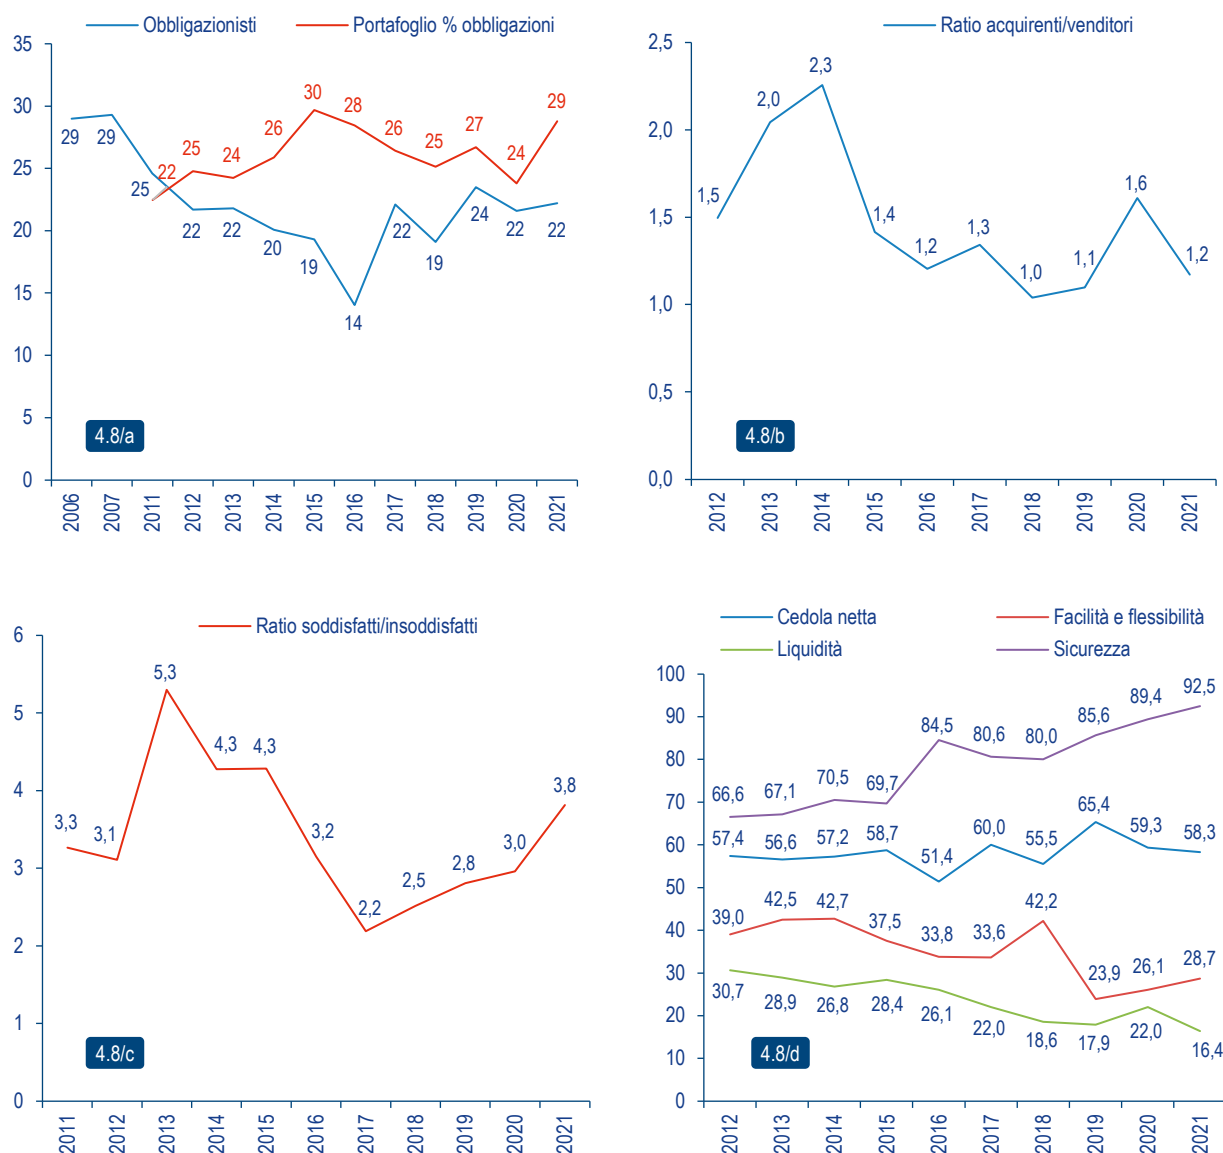 Obbligazionisti Portafoglio % obbligazioni
35
30
25
20
15
10
5
0
29 29 25 22 22 20 19 14 22 19 24 22 22
22 25 24 26 30 28 26 25 27 24 29
4.8/a
2006 2007 2011 2012 2013 2014 2015 2016 2017 2018 2019 2020 2021
Ratio acquirenti/venditori
2,5
2,0
1,5
1,0
0,5
0,0
1,5 2,0 2,3 1,4 1,2 1,3 1,0 1,1 1,6 1,2
4.8/b
2012 2013 2014 2015 2016 2017 2018 2019 2020 2021
Ratio soddisfatti/insoddisfatti
6
5
4
3
2
1
0
3,3 3,1 5,3 4,3 4,3 3,2 2,2 2,5 2,8 3,0 3,8
4.8/c
2011 2012 2013 2014 2015 2016 2017 2018 2019 2020 2021
Cedola netta Facilità e flessibilità
Liquidità Sicurezza
100
90
80
70
60
50
40
30
20
10
0
66,6 67,1 70,5 69,7 84,5 80,6 80,0 85,6 89,4 92,5
57,4 56,6 57,2 58,7 51,4 60,0 55,5 65,4 59,3 58,3
39,0 42,5 42,7 37,5 33,8 33,6 42,2 23,9 26,1 28,7
30,7 28,9 26,8 28,4 26,1 22,0 18,6 17,9 22,0 16,4
4.8/d
2012 2013 2014 2015 2016 2017 2018 2019 2020 2021